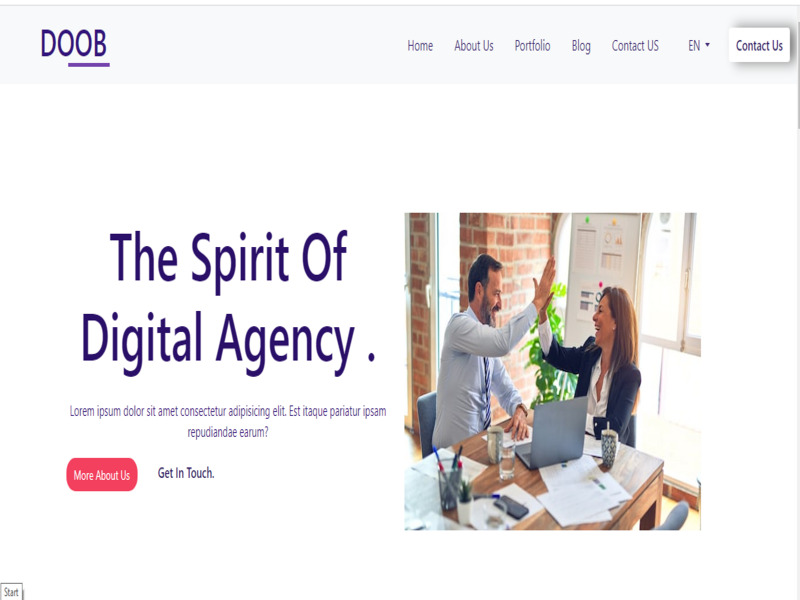 DOOB
Home About Us Portfolio Blog Contact US EN Contact Us
The Spirit Of
Digital Agency .
Lorem ipsum dolor sit amet consectetur adipisicing elit. Est itaque pariatur ipsam
repudiandae earum?
More About Us Get In Touch.
Start